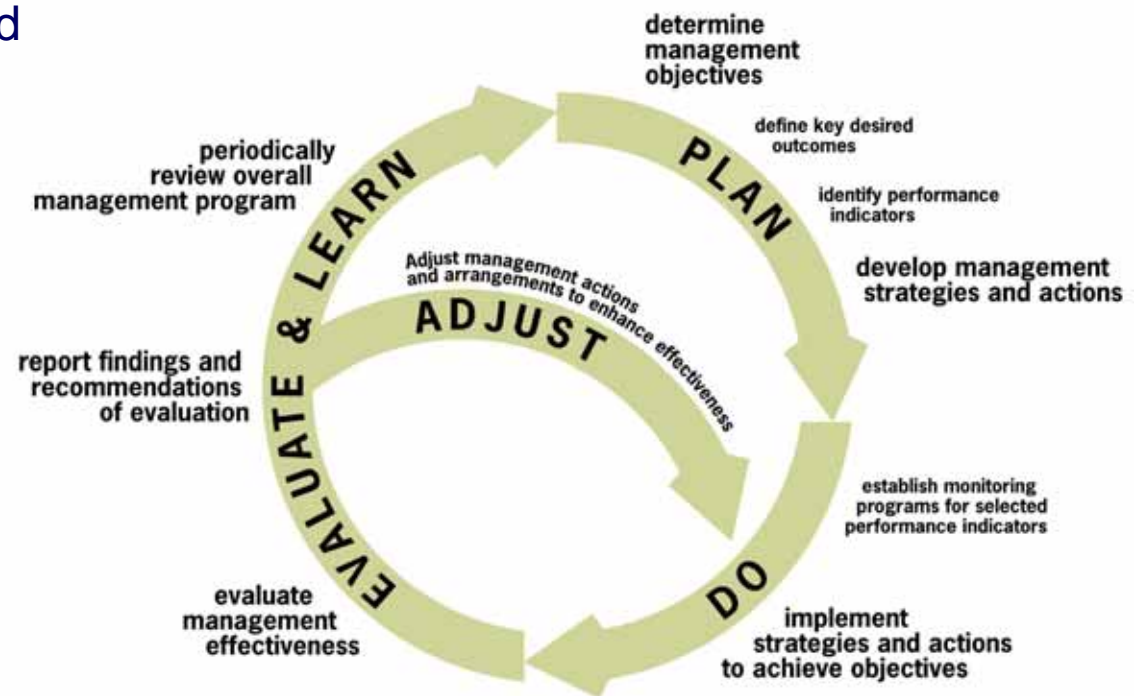 d
determine
management
objectives
define key desired
outcomes
PLAN
identify performance
indicators
develop management
strategies and actions
periodically
review overall
management program
Adjust management actions
and arrangements to enhance effectiveness
ADJUST
EVALUATE & LEARN
report findings and
recommendations
of evaluation
establish monitoring
programs for selected
performance indicators
DO
implement
strategies and actions
to achieve objectives
evaluate
management
effectiveness